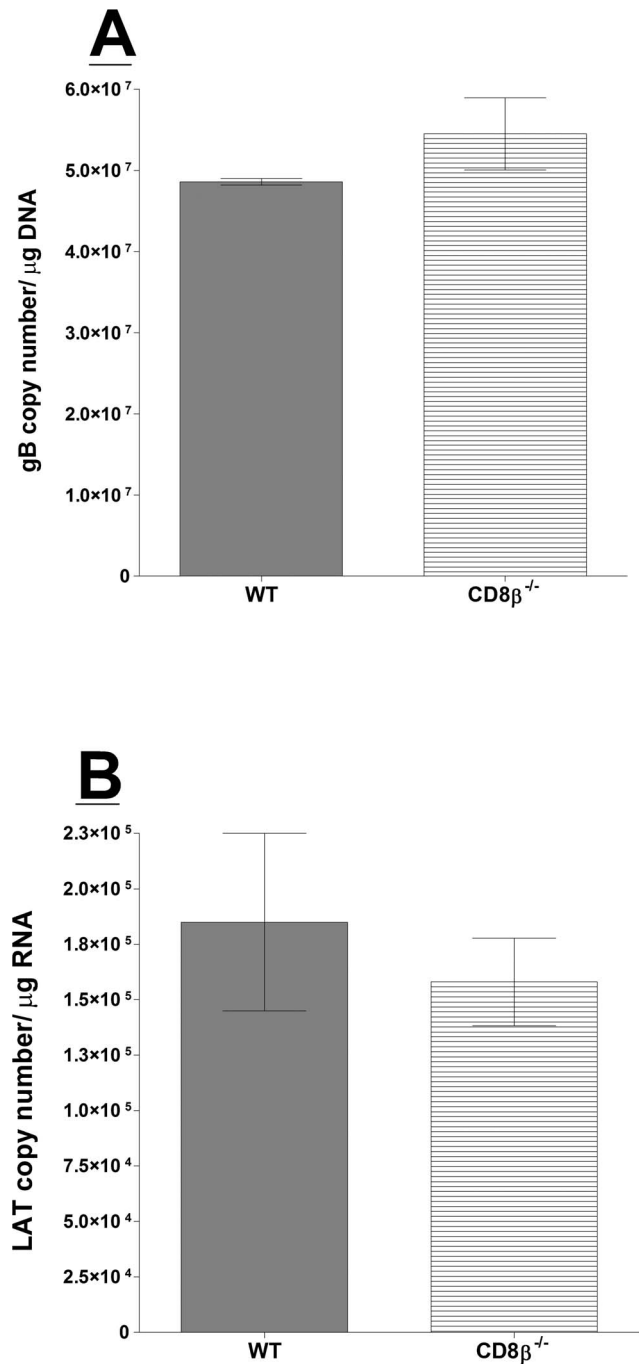 A
gB copy number/ μg DNA
6.0×10⁷
5.0×10⁷
4.0×10⁷
3.0×10⁷
2.0×10⁷
1.0×10⁷
0
WT CD8β⁻/⁻
B
LAT copy number/ μg RNA
2.3×10⁵
2.0×10⁵
1.8×10⁵
1.5×10⁵
1.3×10⁵
1.0×10⁵
7.5×10⁴
5.0×10⁴
2.5×10⁴
0
WT CD8β⁻/⁻